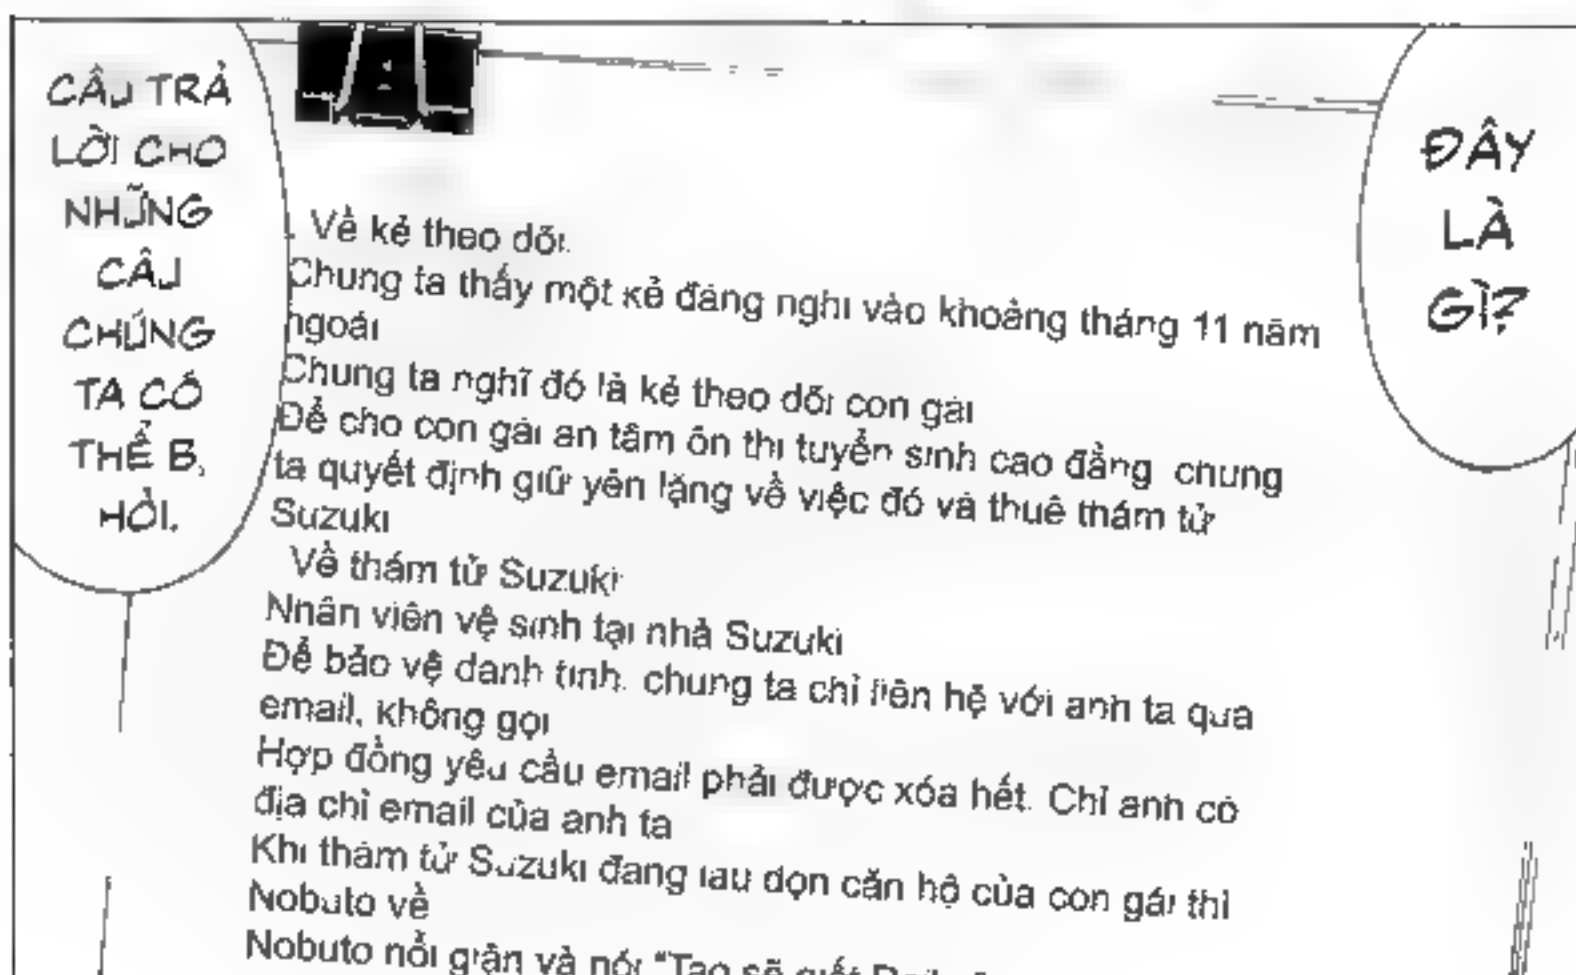 ĐÂY
LÀ
GÌ?
CÂU TRẢ
LỜI CHO
NHỮNG
CÂU
CHÚNG
TA CÓ
THỂ BỊ
HỎI.
Về kẻ theo dõi.
Chúng ta thấy một kẻ đáng nghi vào khoảng tháng 11 năm
ngoái
Chúng ta nghĩ đó là kẻ theo dõi con gái
Để cho con gái an tâm ôn thi tuyển sinh cao đẳng chúng
ta quyết định giữ yên lặng về việc đó và thuê thám tử
Suzuki
Về thám tử Suzuki
Nhân viên vệ sinh tại nhà Suzuki
Để bảo vệ danh tính. chúng ta chỉ liên hệ với anh ta qua
email, không gọi
Hợp đồng yêu cầu email phải được xóa hết. Chỉ anh có
địa chỉ email của anh ta
Khi thám tử Suzuki đang lau dọn căn hộ của con gái thì
Nobuto về
Nobuto nổi giận và nói "Tao sẽ giết